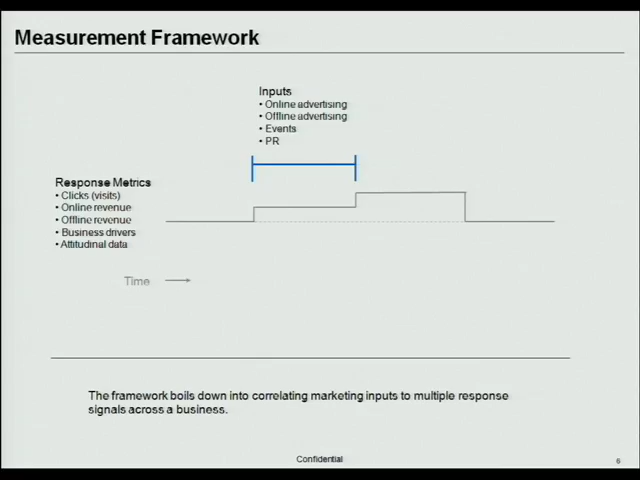 Measurement Framework
Inputs
• Online advertising
• Offline advertising
• Events
• PR
Response Metrics
• Clicks (visits)
• Online revenue
• Offline revenue
• Business drivers
• Attitudinal data
Time
The framework boils down into correlating marketing inputs to multiple response
signals across a business.
Confidential
6